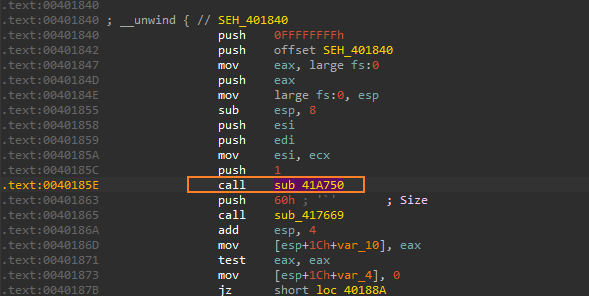 .text:00401840
.text:00401840 ; __unwind { // SEH_401840
.text:00401840 push 0FFFFFFFFh
.text:00401842 push offset SEH_401840
.text:00401847 mov eax, large fs:0
.text:0040184D push eax
.text:0040184E mov large fs:0, esp
.text:00401855 sub esp, 8
.text:00401858 push esi
.text:00401859 push edi
.text:0040185A mov esi, ecx
.text:0040185C push 1
.text:0040185E call sub_41A750
.text:00401863 push 60h ; '`' ; Size
.text:00401865 call sub_417669
.text:0040186A add esp, 4
.text:0040186D mov [esp+1Ch+var_10], eax
.text:00401871 test eax, eax
.text:00401873 mov [esp+1Ch+var_4], 0
.text:0040187B jz short loc_40188A